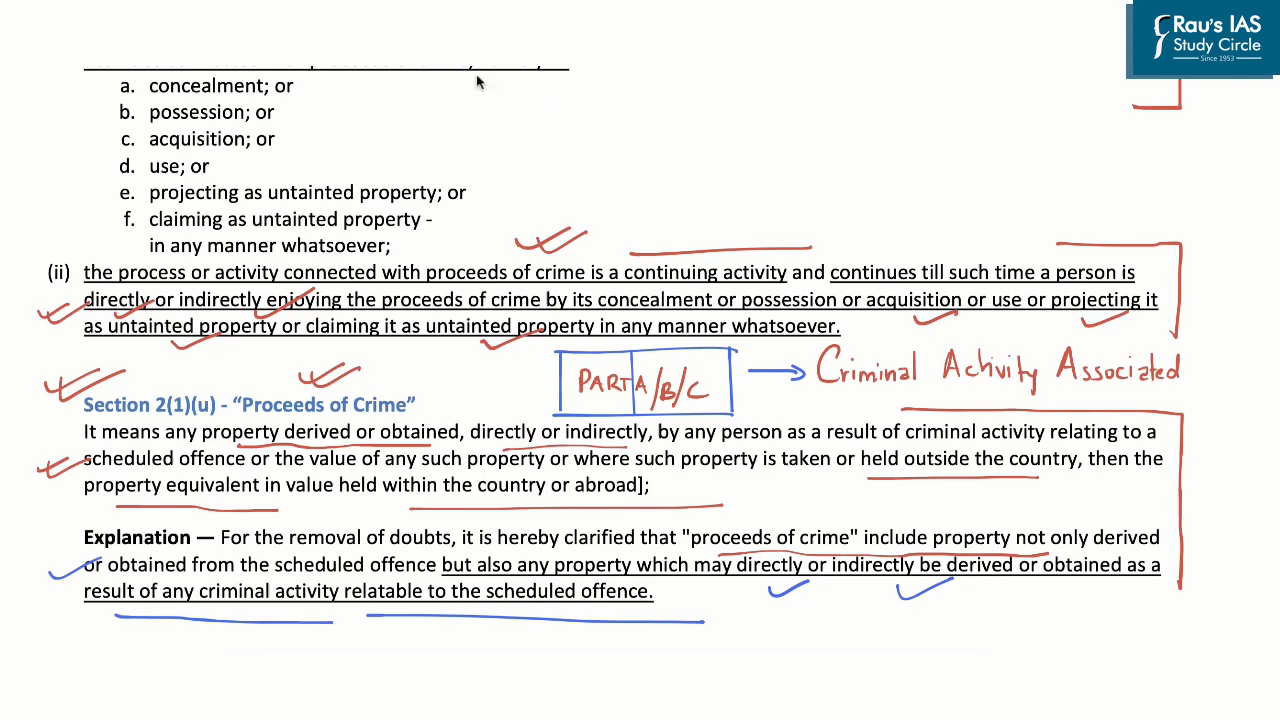 Rau's IAS
Study Circle
Since 1953
a. concealment; or
b. possession; or
c. acquisition; or
d. use; or
e. projecting as untainted property; or
f. claiming as untainted property -
in any manner whatsoever;
(ii) the process or activity connected with proceeds of crime is a continuing activity and continues till such time a person is
directly or indirectly enjoying the proceeds of crime by its concealment or possession or acquisition or use or projecting it
as untainted property or claiming it as untainted property in any manner whatsoever.
PART A/B/C → Criminal Activity Associated
Section 2(1)(u) - “Proceeds of Crime”
It means any property derived or obtained, directly or indirectly, by any person as a result of criminal activity relating to a
scheduled offence or the value of any such property or where such property is taken or held outside the country, then the
property equivalent in value held within the country or abroad];
Explanation — For the removal of doubts, it is hereby clarified that "proceeds of crime" include property not only derived
or obtained from the scheduled offence but also any property which may directly or indirectly be derived or obtained as a
result of any criminal activity relatable to the scheduled offence.